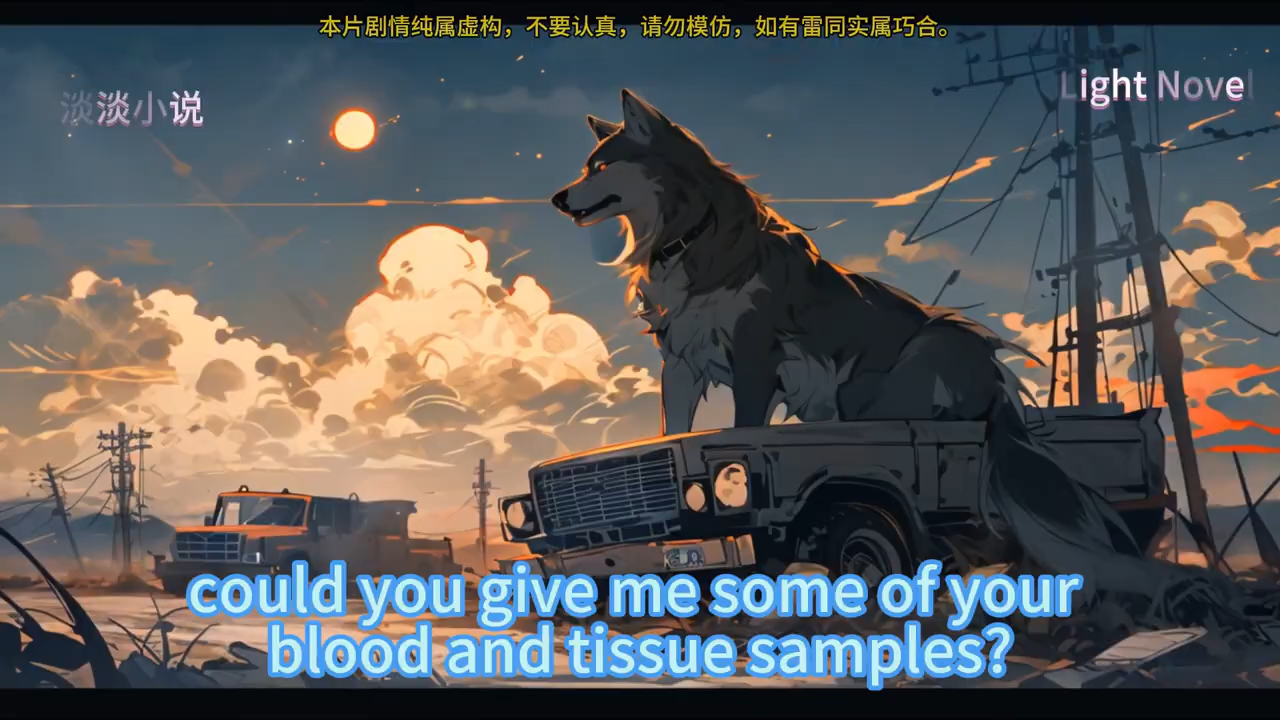 本片剧情纯属虚构，不要认真，请勿模仿，如有雷同实属巧合。
淡淡小说
Light Novel
could you give me some of your
blood and tissue samples?